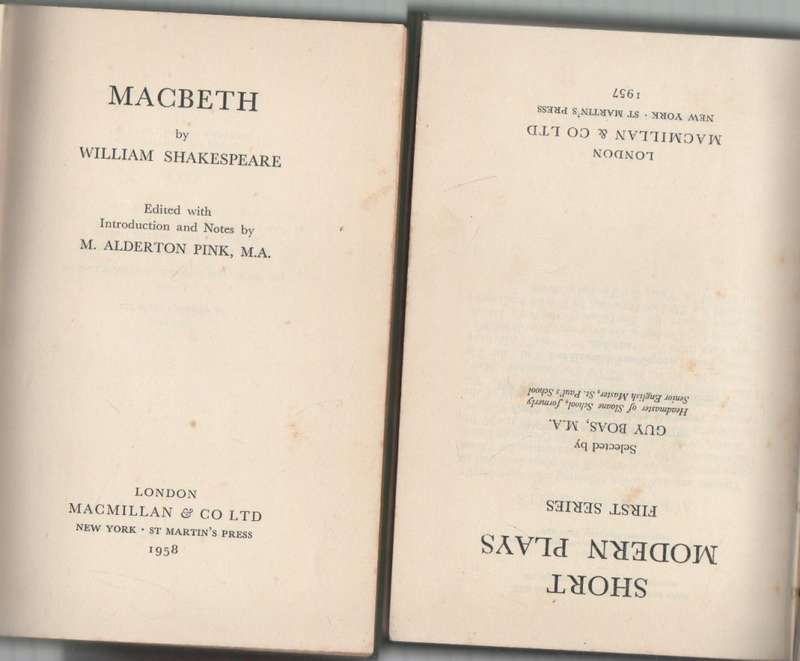 MACBETH
by
WILLIAM SHAKESPEARE
Edited with
Introduction and Notes by
M. ALDERTON PINK, M.A.
LONDON
MACMILLAN & CO LTD
NEW YORK · ST MARTIN'S PRESS
1958
SHORT
MODERN PLAYS
FIRST SERIES
Selected by
GUY BOAS, M.A.
Headmaster of Sloane School, formerly
Senior English Master, St. Paul's School
LONDON
MACMILLAN & CO LTD
NEW YORK · ST MARTIN'S PRESS
1957